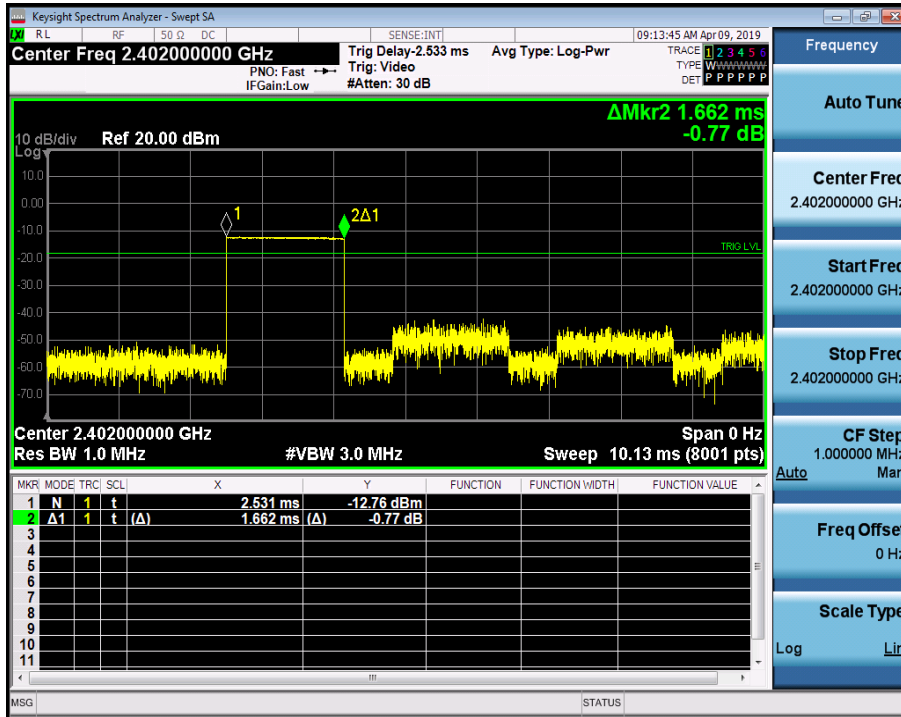 Keysight Spectrum Analyzer - Swept SA
LXI RL RF 50 Ω DC SENSE:INT 09:13:45 AM Apr 09, 2019
Center Freq 2.402000000 GHz
PNO: Fast
IFGain:Low
Trig Delay-2.533 ms
Trig: Video
#Atten: 30 dB
Avg Type: Log-Pwr
TRACE 1 2 3 4 5 6
TYPE WWWWWW
DET P P P P P P
Frequency
ΔMkr2 1.662 ms
-0.77 dB
10 dB/div
Log
Ref 20.00 dBm
10.0
0.00
-10.0
-20.0
-30.0
-40.0
-50.0
-60.0
-70.0
1
2Δ1
TRIG LVL
Center 2.402000000 GHz
Span 0 Hz
Res BW 1.0 MHz
#VBW 3.0 MHz
Sweep 10.13 ms (8001 pts)
MKR MODE TRC SCL X Y FUNCTION FUNCTION WIDTH FUNCTION VALUE
1 N 1 t 2.531 ms -12.76 dBm
2 Δ1 1 t (Δ) 1.662 ms (Δ) -0.77 dB
3
4
5
6
7
8
9
10
11
MSG
STATUS
Auto Tune
Center Freq
2.402000000 GHz
Start Freq
2.402000000 GHz
Stop Freq
2.402000000 GHz
CF Step
1.000000 MHz
Auto Man
Freq Offset
0 Hz
Scale Type
Log Lin